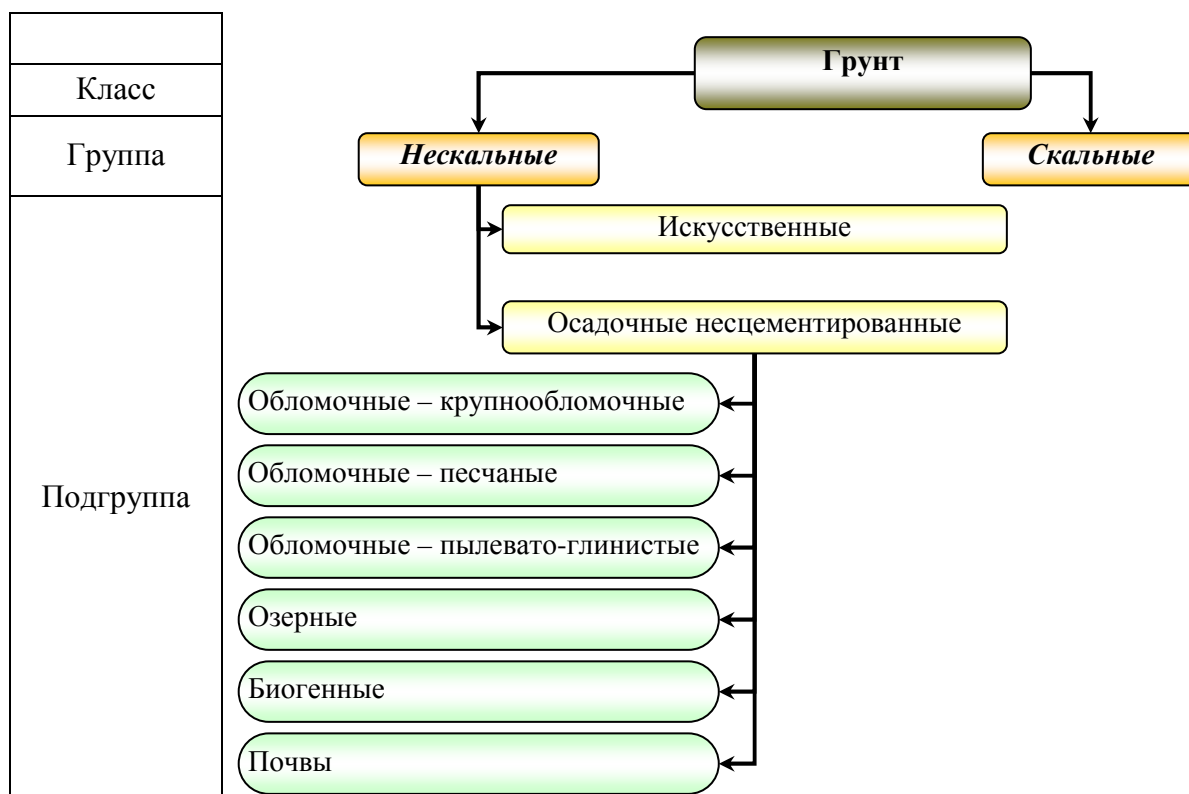 Грунт
Класс
Группа
Нескальные
Скальные
Искусственные
Осадочные несцементированные
Обломочные – крупнообломочные
Обломочные – песчаные
Подгруппа
Обломочные – пылевато-глинистые
Озерные
Биогенные
Почвы